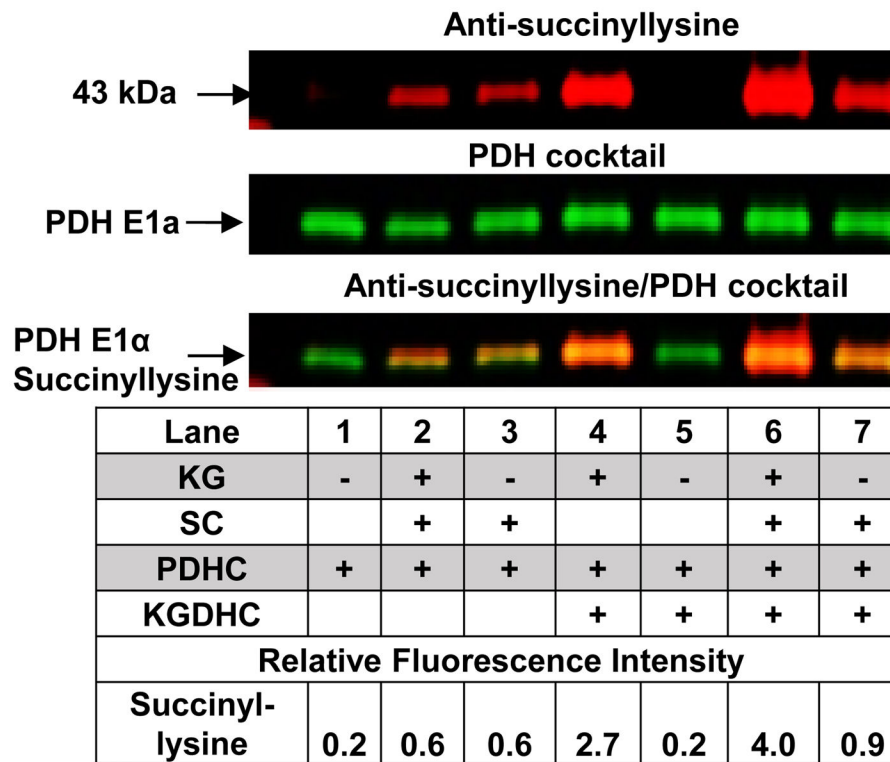 Anti-succinyllysine
43 kDa
PDH cocktail
PDH E1a
Anti-succinyllysine/PDH cocktail
PDH E1α
Succinyllysine
Lane 1 2 3 4 5 6 7
KG - + - + - + -
SC + + + +
PDHC + + + + + + +
KGDHC + + + +
Relative Fluorescence Intensity
Succinyl-
lysine 0.2 0.6 0.6 2.7 0.2 4.0 0.9